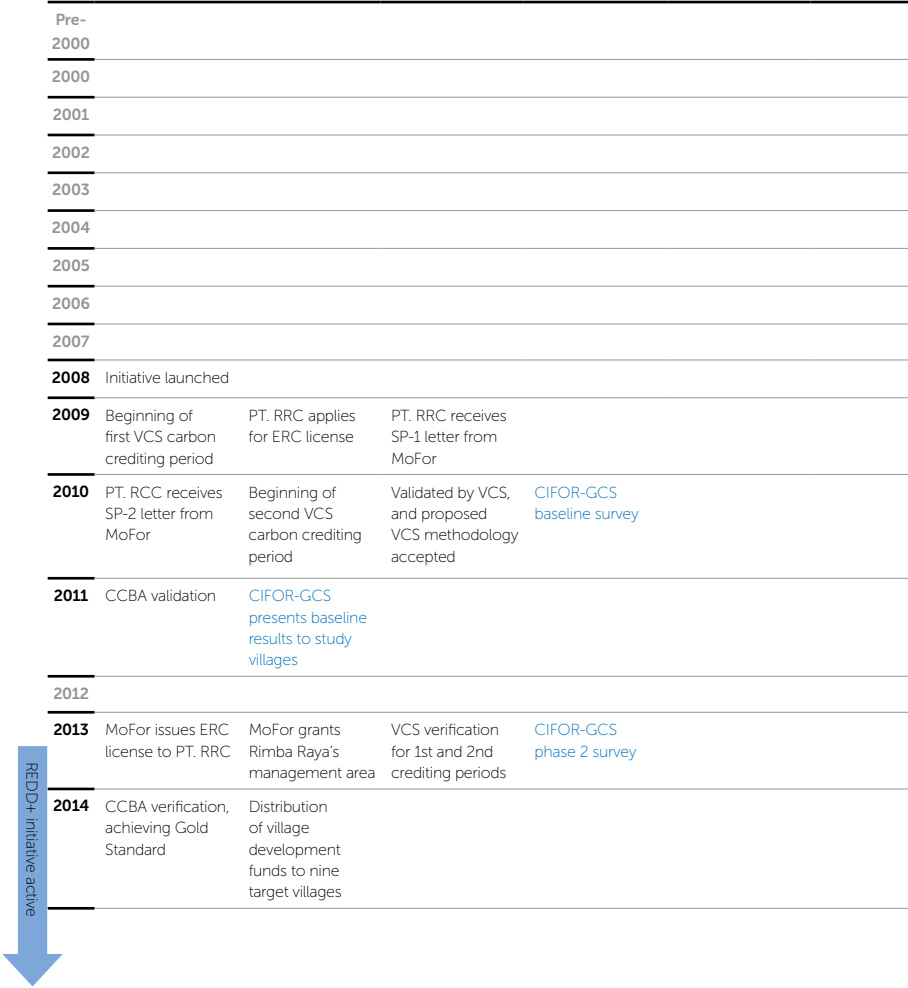 Pre-
2000
2000
2001
2002
2003
2004
2005
2006
2007
2008
Initiative launched
2009
Beginning of
first VCS carbon
crediting period
PT. RRC applies
for ERC license
PT. RRC receives
SP-1 letter from
MoFor
2010
PT. RCC receives
SP-2 letter from
MoFor
Beginning of
second VCS
carbon crediting
period
Validated by VCS,
and proposed
VCS methodology
accepted
CIFOR-GCS
baseline survey
2011
CCBA validation
CIFOR-GCS
presents baseline
results to study
villages
2012
2013
MoFor issues ERC
license to PT. RRC
MoFor grants
Rimba Raya’s
management area
VCS verification
for 1st and 2nd
crediting periods
CIFOR-GCS
phase 2 survey
2014
CCBA verification,
achieving Gold
Standard
Distribution
of village
development
funds to nine
target villages
REDD+ initiative active